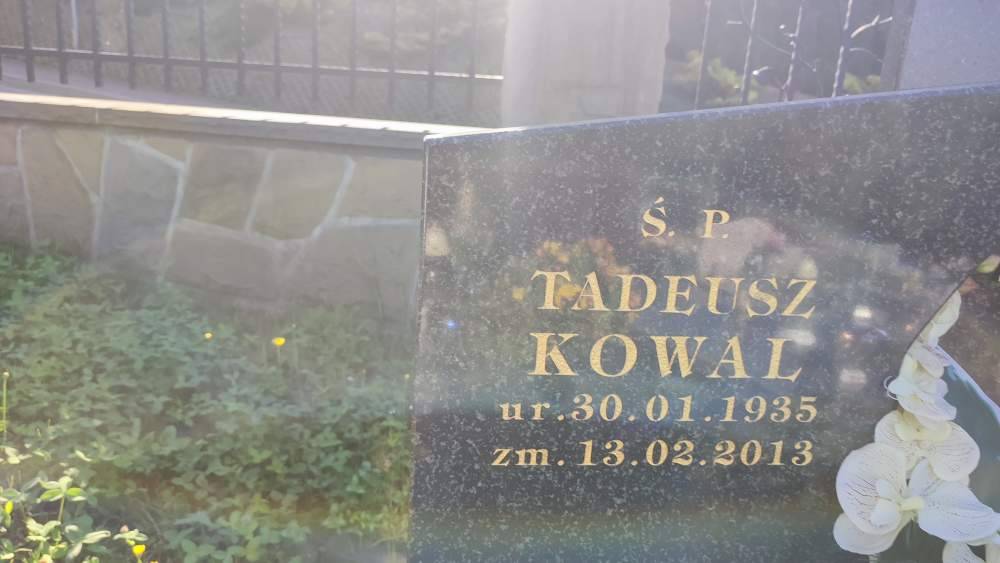 Ś. P.
TADEUSZ
KOWAL
ur.30.01.1935
zm.13.02.2013